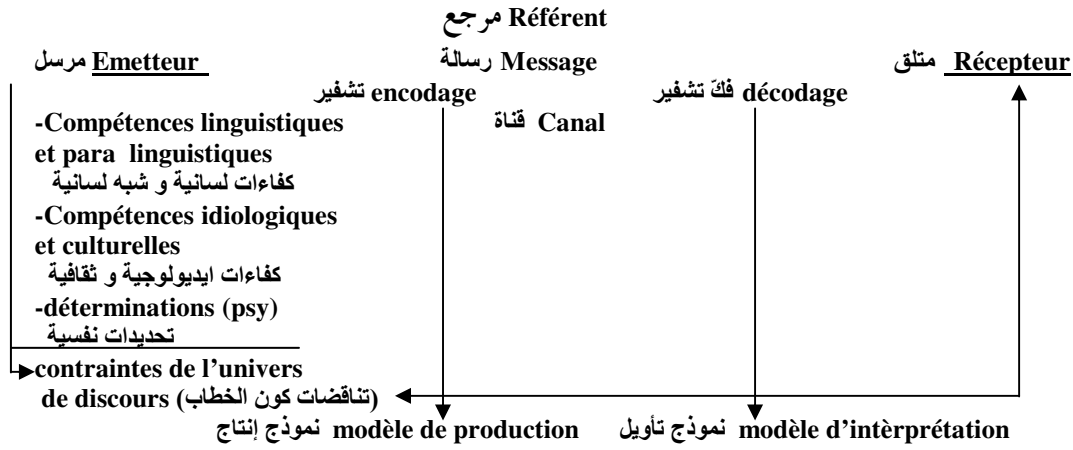 Référent مرجع
Emetteur مرسل Message رسالة Récepteur متلق
encodage تشفير décodage فكّ تشفير
-Compétences linguistiques Canal قناة
et para linguistiques
كفاءات لسانية و شبه لسانية
-Compétences idiologiques
et culturelles
كفاءات ايديولوجية و ثقافية
-déterminations (psy)
تحديدات نفسية
contraintes de l’univers
de discours (تناقضات كون الخطاب)
modèle de production نموذج إنتاج modèle d’intèrprétation نموذج تأويل